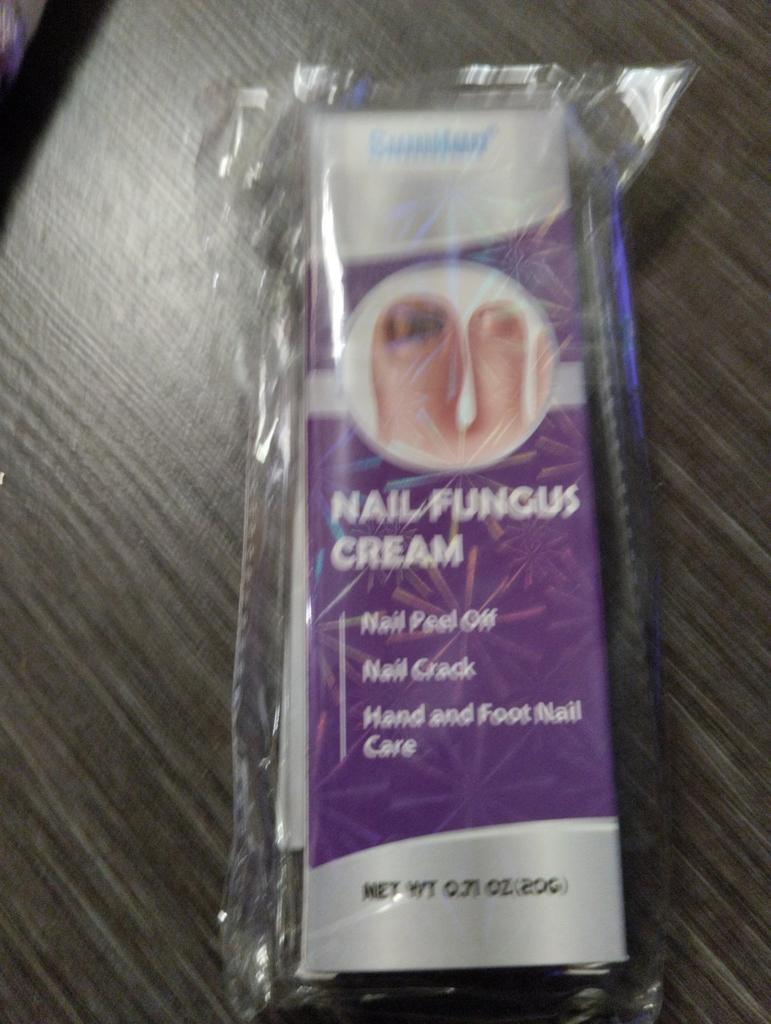 Sumifun®
NAIL FUNGUS
CREAM
Nail Peel Off
Nail Crack
Hand and Foot Nail
Care
NET WT 0.71 OZ(20G)